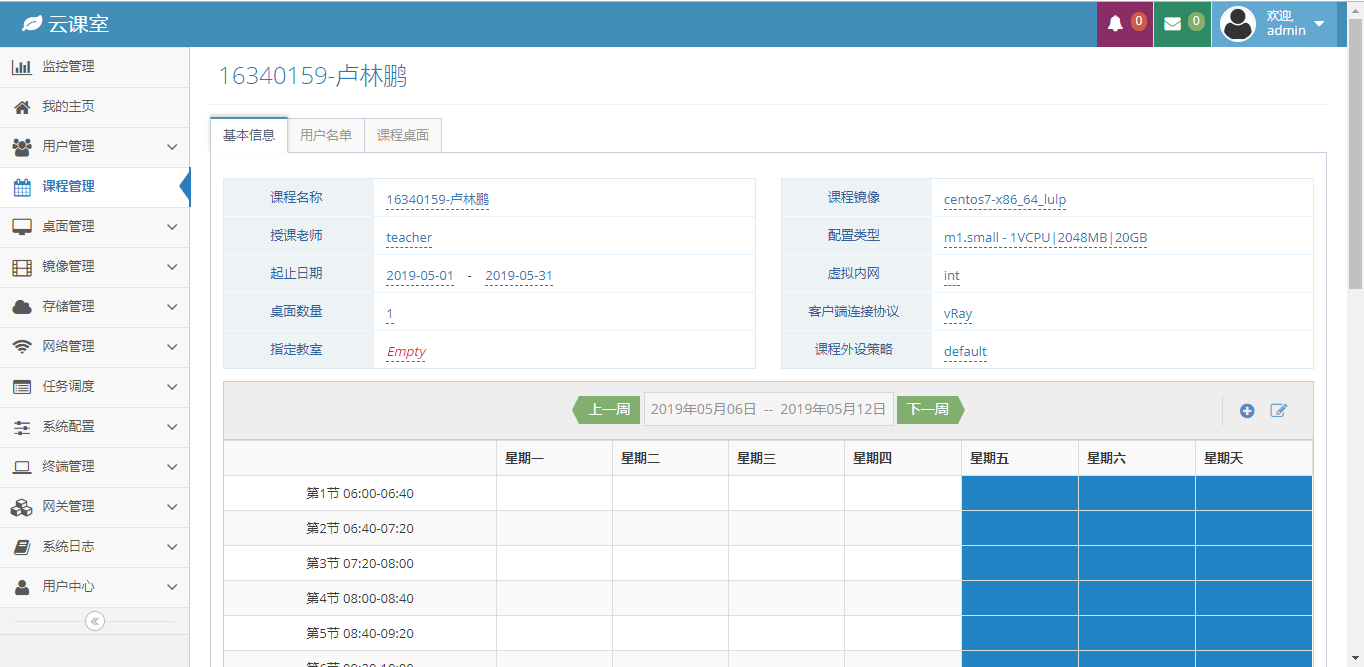 云课室
0
0
欢迎,
admin
监控管理
我的主页
用户管理
课程管理
桌面管理
镜像管理
存储管理
网络管理
任务调度
系统配置
终端管理
网关管理
系统日志
用户中心
16340159-卢林鹏
基本信息 用户名单 课程桌面
课程名称 16340159-卢林鹏
授课老师 teacher
起止日期 2019-05-01 - 2019-05-31
桌面数量 1
指定教室 Empty
课程镜像 centos7-x86_64_lulp
配置类型 m1.small - 1VCPU|2048MB|20GB
虚拟内网 int
客户端连接协议 vRay
课程外设策略 default
上一周 2019年05月06日 -- 2019年05月12日 下一周
星期一 星期二 星期三 星期四 星期五 星期六 星期天
第1节 06:00-06:40
第2节 06:40-07:20
第3节 07:20-08:00
第4节 08:00-08:40
第5节 08:40-09:20
第6节 09:20-10:00